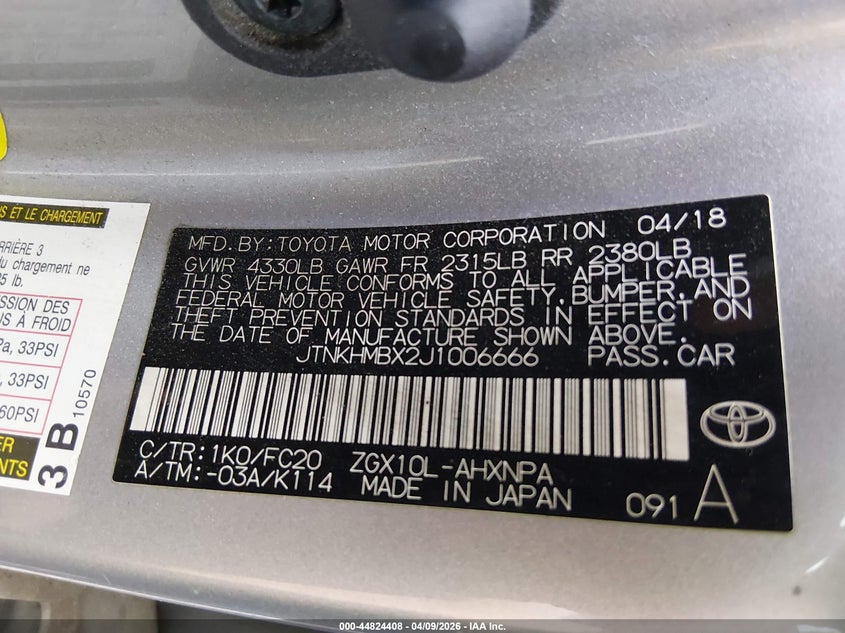 S ET LE CHARGEMENT
RRIÈRE 3
du chargement ne
5 lb.
SSION DES
S À FROID
Pa, 33PSI
, 33PSI
60PSI
ER
ENTS
3 B 10570
MFD. BY: TOYOTA MOTOR CORPORATION 04/18
GVWR 4330LB GAWR FR 2315LB RR 2380LB
THIS VEHICLE CONFORMS TO ALL APPLICABLE
FEDERAL MOTOR VEHICLE SAFETY, BUMPER, AND
THEFT PREVENTION STANDARDS IN EFFECT ON
THE DATE OF MANUFACTURE SHOWN ABOVE.
JTNKHMBX2J1006666 PASS. CAR
C/TR: 1K0/FC20 ZGX10L-AHXNPA
A/TM: -03A/K114 MADE IN JAPAN 091 A
000-44824408 | 04/09/2026 | IAA Inc.